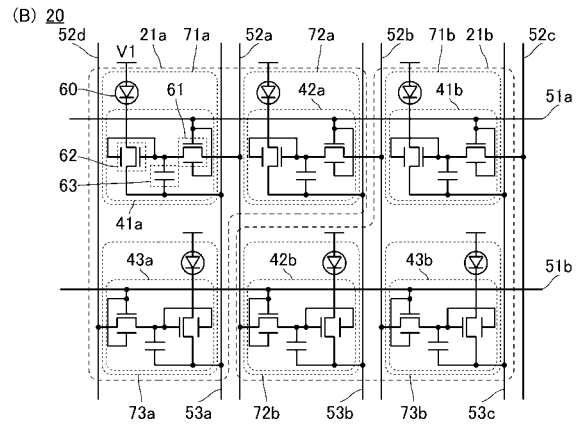 (B) 20
52d 21a 71a 52a 72a 52b 71b 21b 52c
V1
60 61 42a 41b 51a
62
63
41a
43a 42b 43b 51b
73a 53a 72b 53b 73b 53c